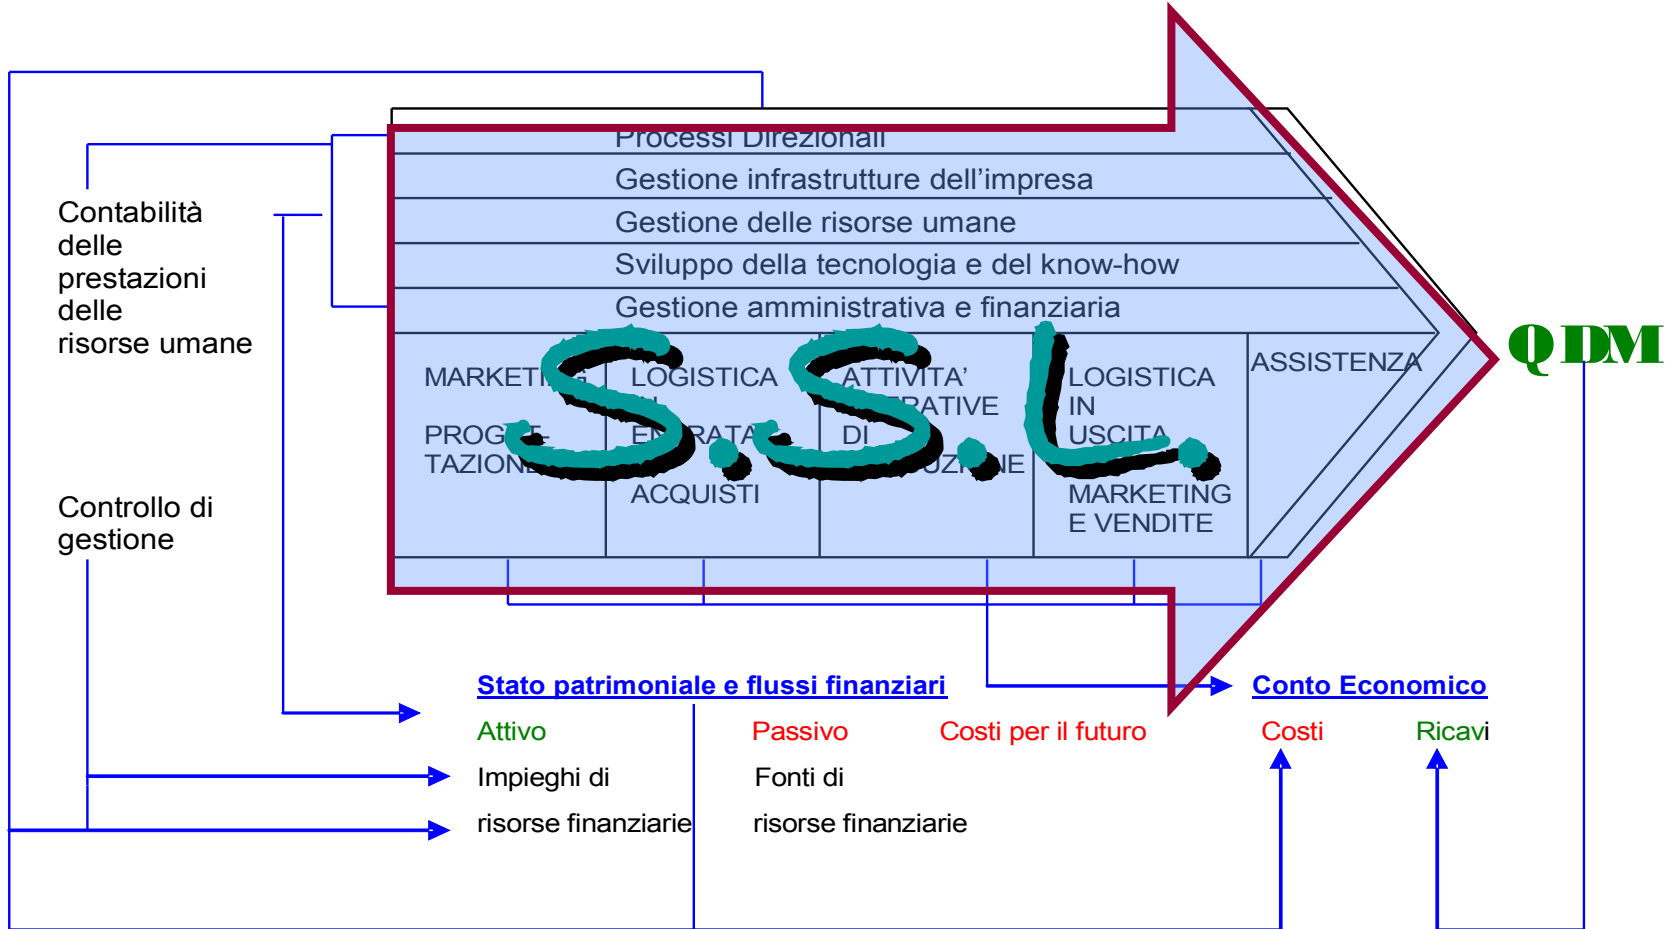 Processi Direzionali
Gestione infrastrutture dell’impresa
Gestione delle risorse umane
Sviluppo della tecnologia e del know-how
Gestione amministrativa e finanziaria
Contabilità
delle
prestazioni
delle
risorse umane
Controllo di
gestione
MARKETING
TAZIONE
LOGISTICA
ENTRATA
ACQUISTI
ATTIVITA’
DI
LOGISTICA
IN
USCITA
MARKETING
E VENDITE
ASSISTENZA
S.S.L.
QDM
Stato patrimoniale e flussi finanziari
Conto Economico
Attivo
Passivo
Costi per il futuro
Costi
Ricavi
Impieghi di
risorse finanziarie
Fonti di
risorse finanziarie